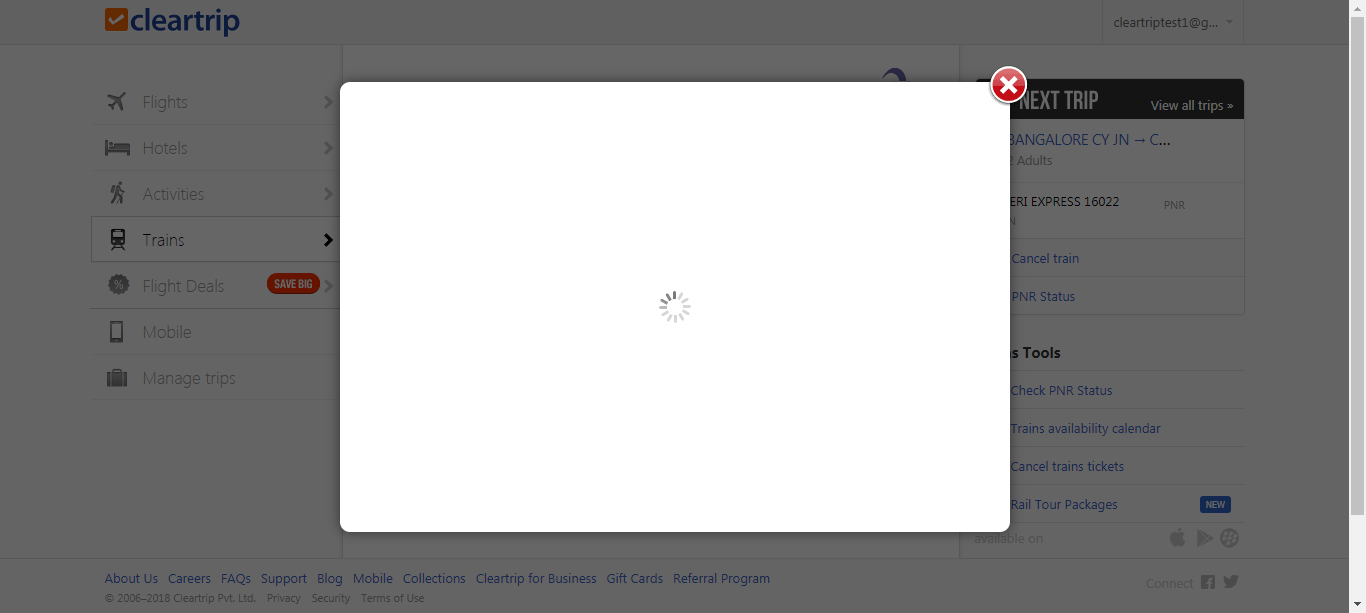 cleartrip
cleartriptest1@g...
Flights
Hotels
Activities
Trains
Flight Deals SAVE BIG
Mobile
Manage trips
NEXT TRIP View all trips »
BANGALORE CY JN → C...
2 Adults
ERI EXPRESS 16022 PNR
N
Cancel train
PNR Status
s Tools
Check PNR Status
Trains availability calendar
Cancel trains tickets
Rail Tour Packages NEW
available on
About Us Careers FAQs Support Blog Mobile Collections Cleartrip for Business Gift Cards Referral Program
Connect
© 2006–2018 Cleartrip Pvt. Ltd. Privacy Security Terms of Use